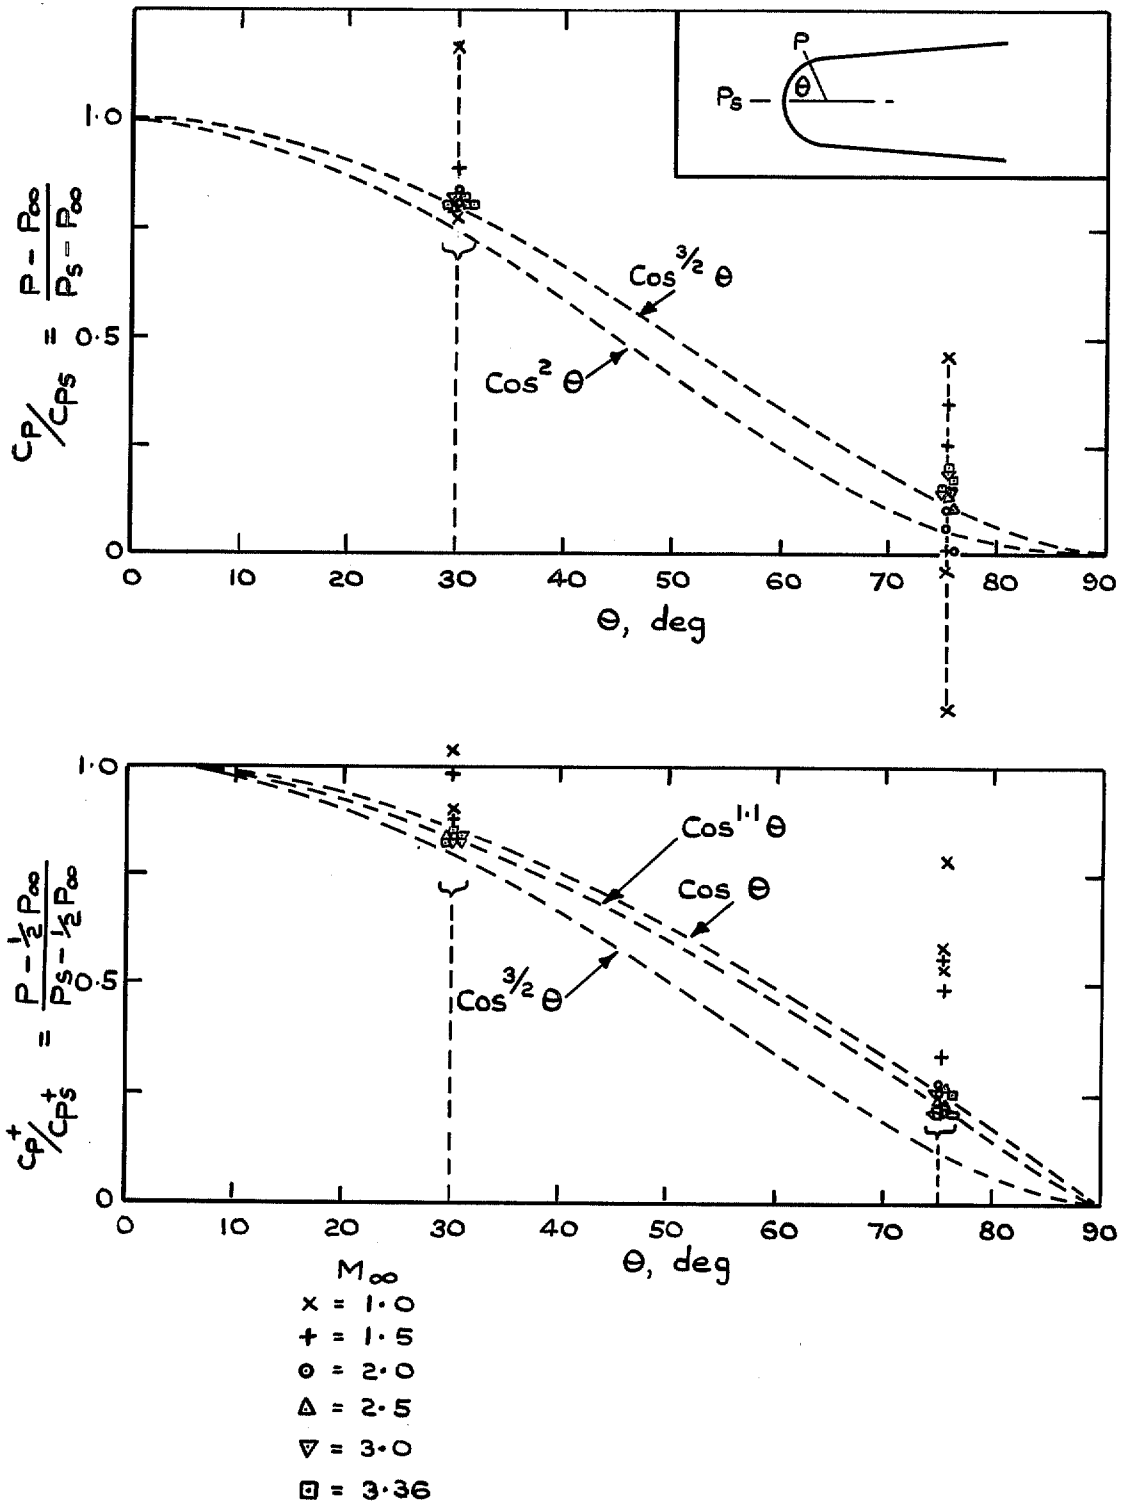 P
θ
Ps
1.0
0.5
0
Cp/Cps = P - P∞ / Ps - P∞
Cos^3/2 θ
Cos^2 θ
0 10 20 30 40 50 60 70 80 90
θ, deg
1.0
0.5
0
Cp+/Cps+ = P - 1/2 P∞ / Ps - 1/2 P∞
Cos^1.1 θ
Cos θ
Cos^3/2 θ
0 10 20 30 40 50 60 70 80 90
θ, deg
M∞
× = 1.0
+ = 1.5
⊙ = 2.0
△ = 2.5
▽ = 3.0
⊡ = 3.36